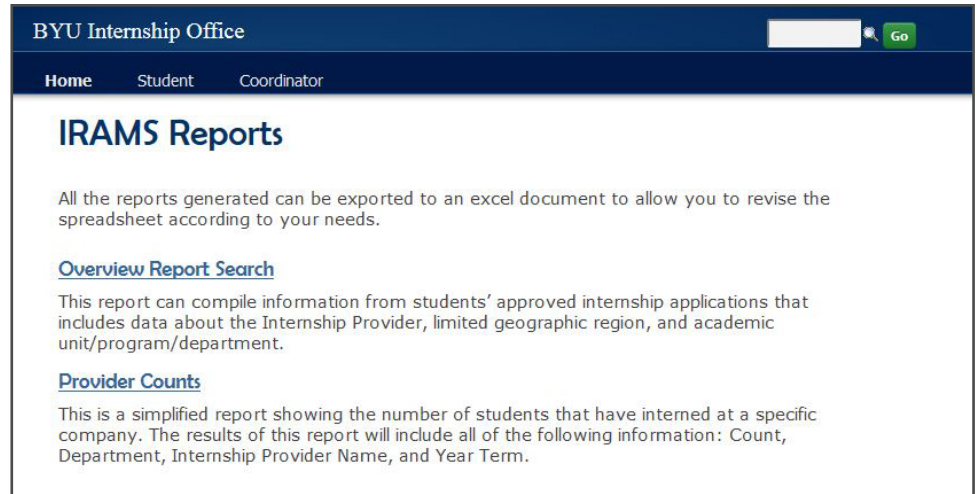 BYU Internship Office
Go
Home Student Coordinator
IRAMS Reports
All the reports generated can be exported to an excel document to allow you to revise the
spreadsheet according to your needs.
Overview Report Search
This report can compile information from students’ approved internship applications that
includes data about the Internship Provider, limited geographic region, and academic
unit/program/department.
Provider Counts
This is a simplified report showing the number of students that have interned at a specific
company. The results of this report will include all of the following information: Count,
Department, Internship Provider Name, and Year Term.